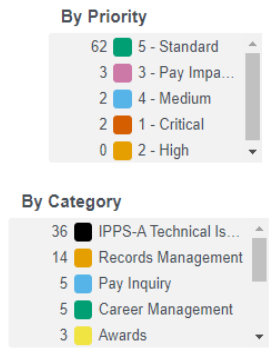 By Priority
62 5 - Standard
3 3 - Pay Impa...
2 4 - Medium
2 1 - Critical
0 2 - High
By Category
36 IPPS-A Technical Is...
14 Records Management
5 Pay Inquiry
5 Career Management
3 Awards